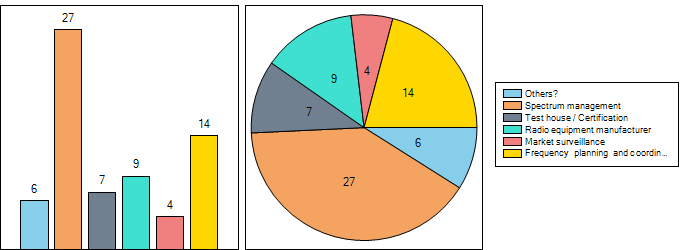 27
14
9
7
6
4
4
9
14
7
6
27
Others?
Spectrum management
Test house / Certification
Radio equipment manufacturer
Market surveillance
Frequency planning and coordin...